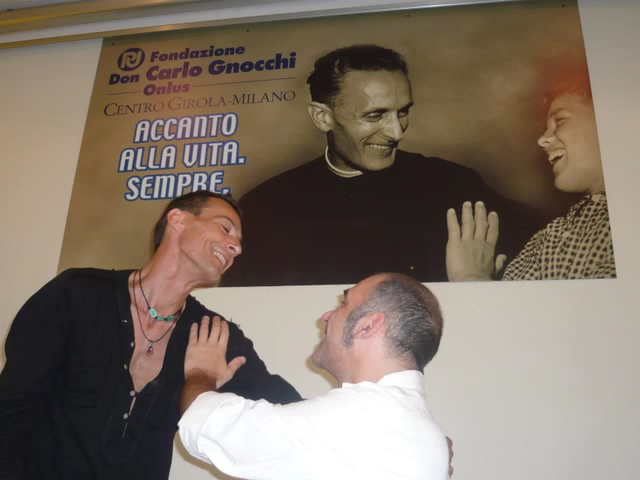 Fondazione
Don Carlo Gnocchi
Onlus
CENTRO GIROLA-MILANO
ACCANTO
ALLA VITA.
SEMPRE.